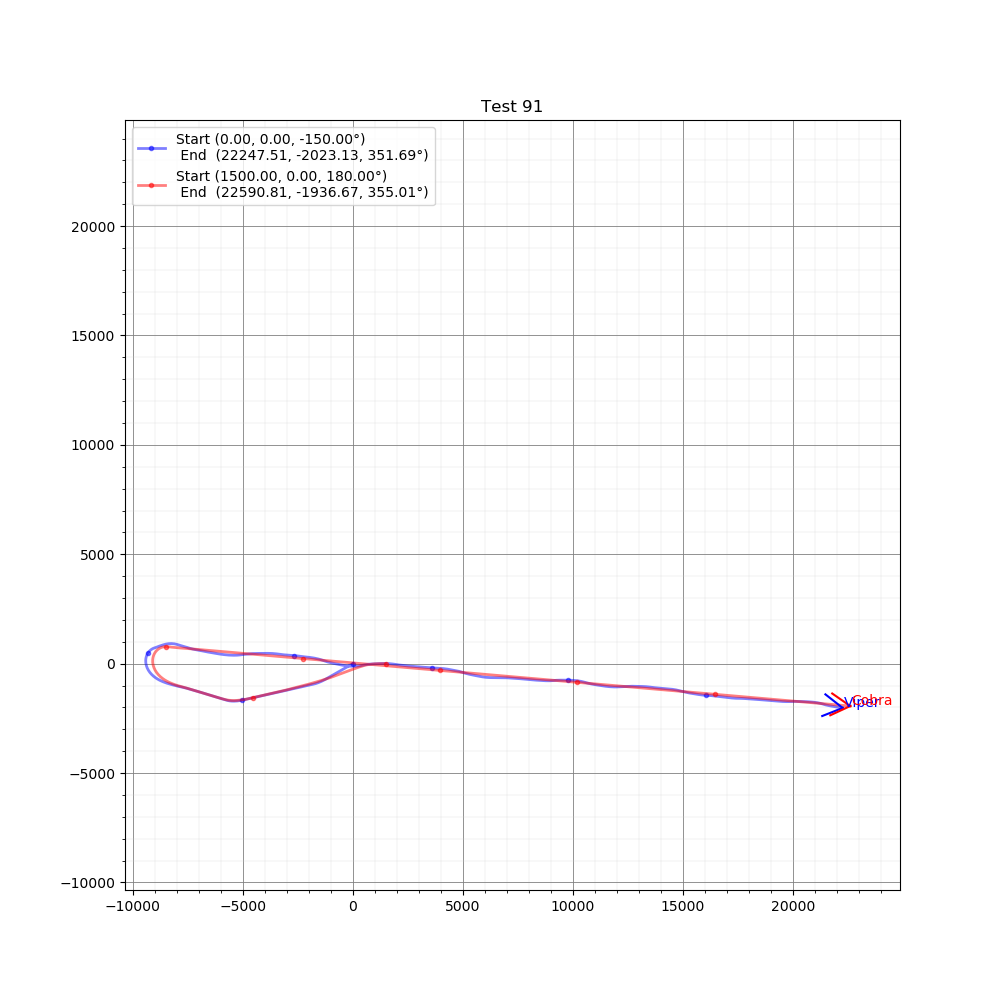 Test 91
Start (0.00, 0.00, -150.00°)
End (22247.51, -2023.13, 351.69°)
Start (1500.00, 0.00, 180.00°)
End (22590.81, -1936.67, 355.01°)
20000
15000
10000
5000
0
−5000
−10000
Viper
Cobra
−10000 −5000 0 5000 10000 15000 20000